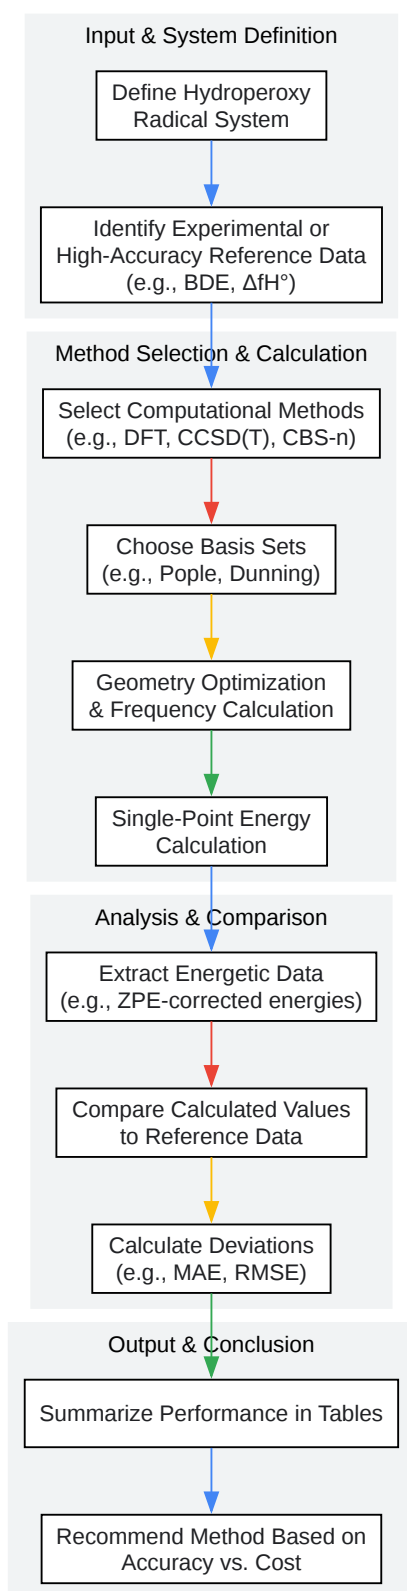 Input & System Definition
Define Hydroperoxy
Radical System
Identify Experimental or
High-Accuracy Reference Data
(e.g., BDE, ΔfH°)
Method Selection & Calculation
Select Computational Methods
(e.g., DFT, CCSD(T), CBS-n)
Choose Basis Sets
(e.g., Pople, Dunning)
Geometry Optimization
& Frequency Calculation
Single-Point Energy
Calculation
Analysis & Comparison
Extract Energetic Data
(e.g., ZPE-corrected energies)
Compare Calculated Values
to Reference Data
Calculate Deviations
(e.g., MAE, RMSE)
Output & Conclusion
Summarize Performance in Tables
Recommend Method Based on
Accuracy vs. Cost